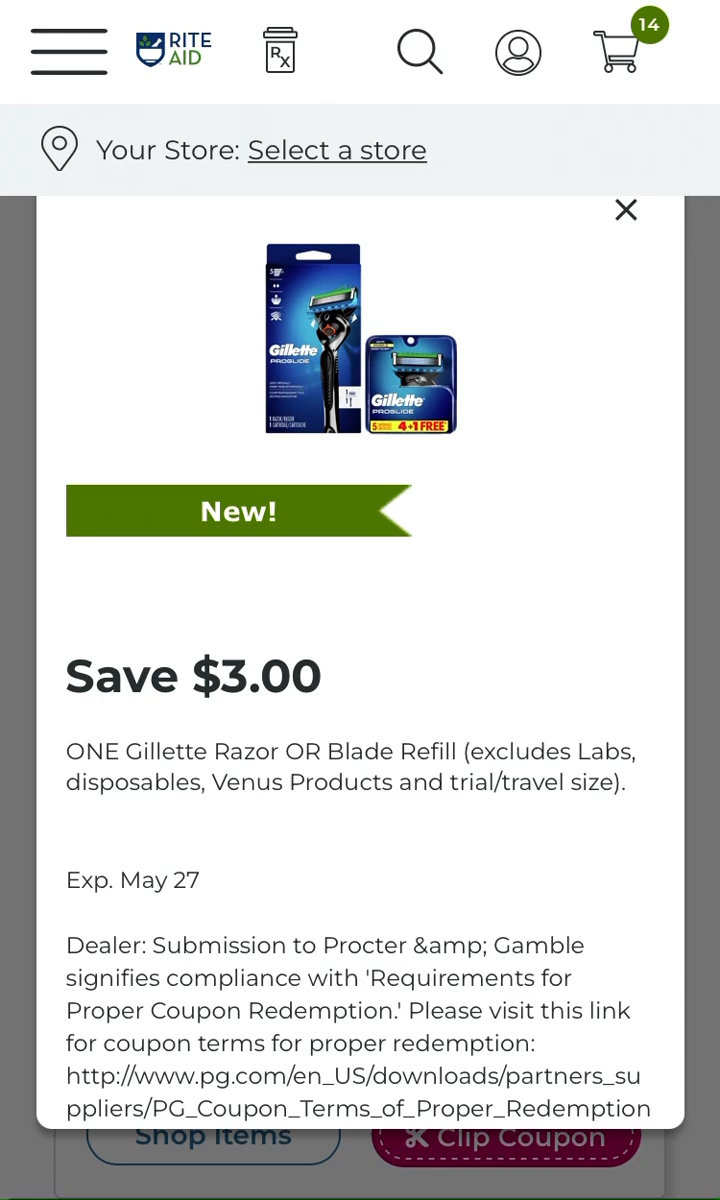 14
RITE
AID
Rx
Your Store: Select a store
Gillette
PROGLIDE
Gillette
PROGLIDE
5
4+1 FREE
New!
Save $3.00
ONE Gillette Razor OR Blade Refill (excludes Labs,
disposables, Venus Products and trial/travel size).
Exp. May 27
Dealer: Submission to Procter &amp; Gamble
signifies compliance with 'Requirements for
Proper Coupon Redemption.' Please visit this link
for coupon terms for proper redemption:
http://www.pg.com/en_US/downloads/partners_su
ppliers/PG_Coupon_Terms_of_Proper_Redemption
Shop Items
Clip Coupon